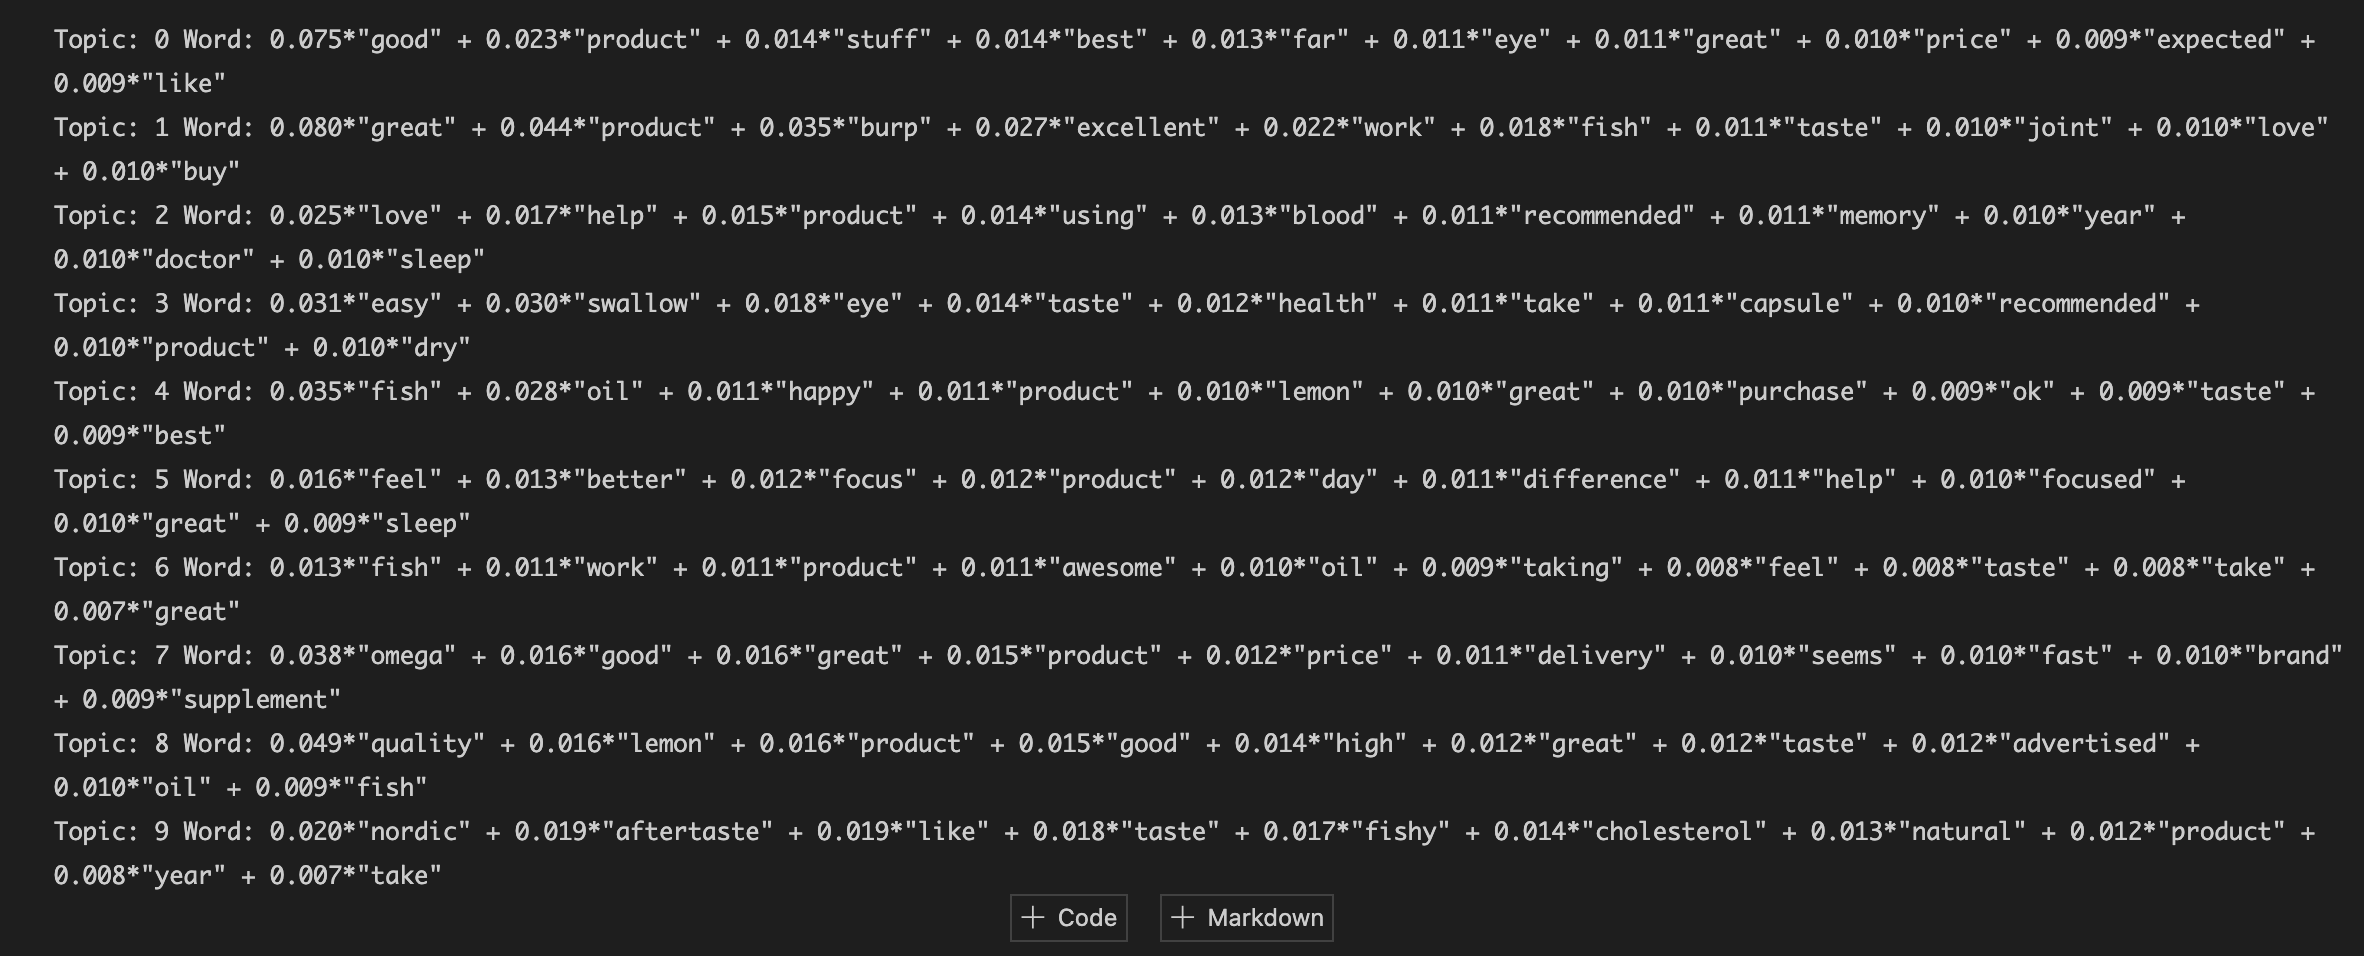 Topic: 0 Word: 0.075*"good" + 0.023*"product" + 0.014*"stuff" + 0.014*"best" + 0.013*"far" + 0.011*"eye" + 0.011*"great" + 0.010*"price" + 0.009*"expected" +
0.009*"like"
Topic: 1 Word: 0.080*"great" + 0.044*"product" + 0.035*"burp" + 0.027*"excellent" + 0.022*"work" + 0.018*"fish" + 0.011*"taste" + 0.010*"joint" + 0.010*"love"
+ 0.010*"buy"
Topic: 2 Word: 0.025*"love" + 0.017*"help" + 0.015*"product" + 0.014*"using" + 0.013*"blood" + 0.011*"recommended" + 0.011*"memory" + 0.010*"year" +
0.010*"doctor" + 0.010*"sleep"
Topic: 3 Word: 0.031*"easy" + 0.030*"swallow" + 0.018*"eye" + 0.014*"taste" + 0.012*"health" + 0.011*"take" + 0.011*"capsule" + 0.010*"recommended" +
0.010*"product" + 0.010*"dry"
Topic: 4 Word: 0.035*"fish" + 0.028*"oil" + 0.011*"happy" + 0.011*"product" + 0.010*"lemon" + 0.010*"great" + 0.010*"purchase" + 0.009*"ok" + 0.009*"taste" +
0.009*"best"
Topic: 5 Word: 0.016*"feel" + 0.013*"better" + 0.012*"focus" + 0.012*"product" + 0.012*"day" + 0.011*"difference" + 0.011*"help" + 0.010*"focused" +
0.010*"great" + 0.009*"sleep"
Topic: 6 Word: 0.013*"fish" + 0.011*"work" + 0.011*"product" + 0.011*"awesome" + 0.010*"oil" + 0.009*"taking" + 0.008*"feel" + 0.008*"taste" + 0.008*"take" +
0.007*"great"
Topic: 7 Word: 0.038*"omega" + 0.016*"good" + 0.016*"great" + 0.015*"product" + 0.012*"price" + 0.011*"delivery" + 0.010*"seems" + 0.010*"fast" + 0.010*"brand"
+ 0.009*"supplement"
Topic: 8 Word: 0.049*"quality" + 0.016*"lemon" + 0.016*"product" + 0.015*"good" + 0.014*"high" + 0.012*"great" + 0.012*"taste" + 0.012*"advertised" +
0.010*"oil" + 0.009*"fish"
Topic: 9 Word: 0.020*"nordic" + 0.019*"aftertaste" + 0.019*"like" + 0.018*"taste" + 0.017*"fishy" + 0.014*"cholesterol" + 0.013*"natural" + 0.012*"product" +
0.008*"year" + 0.007*"take"
+ Code + Markdown